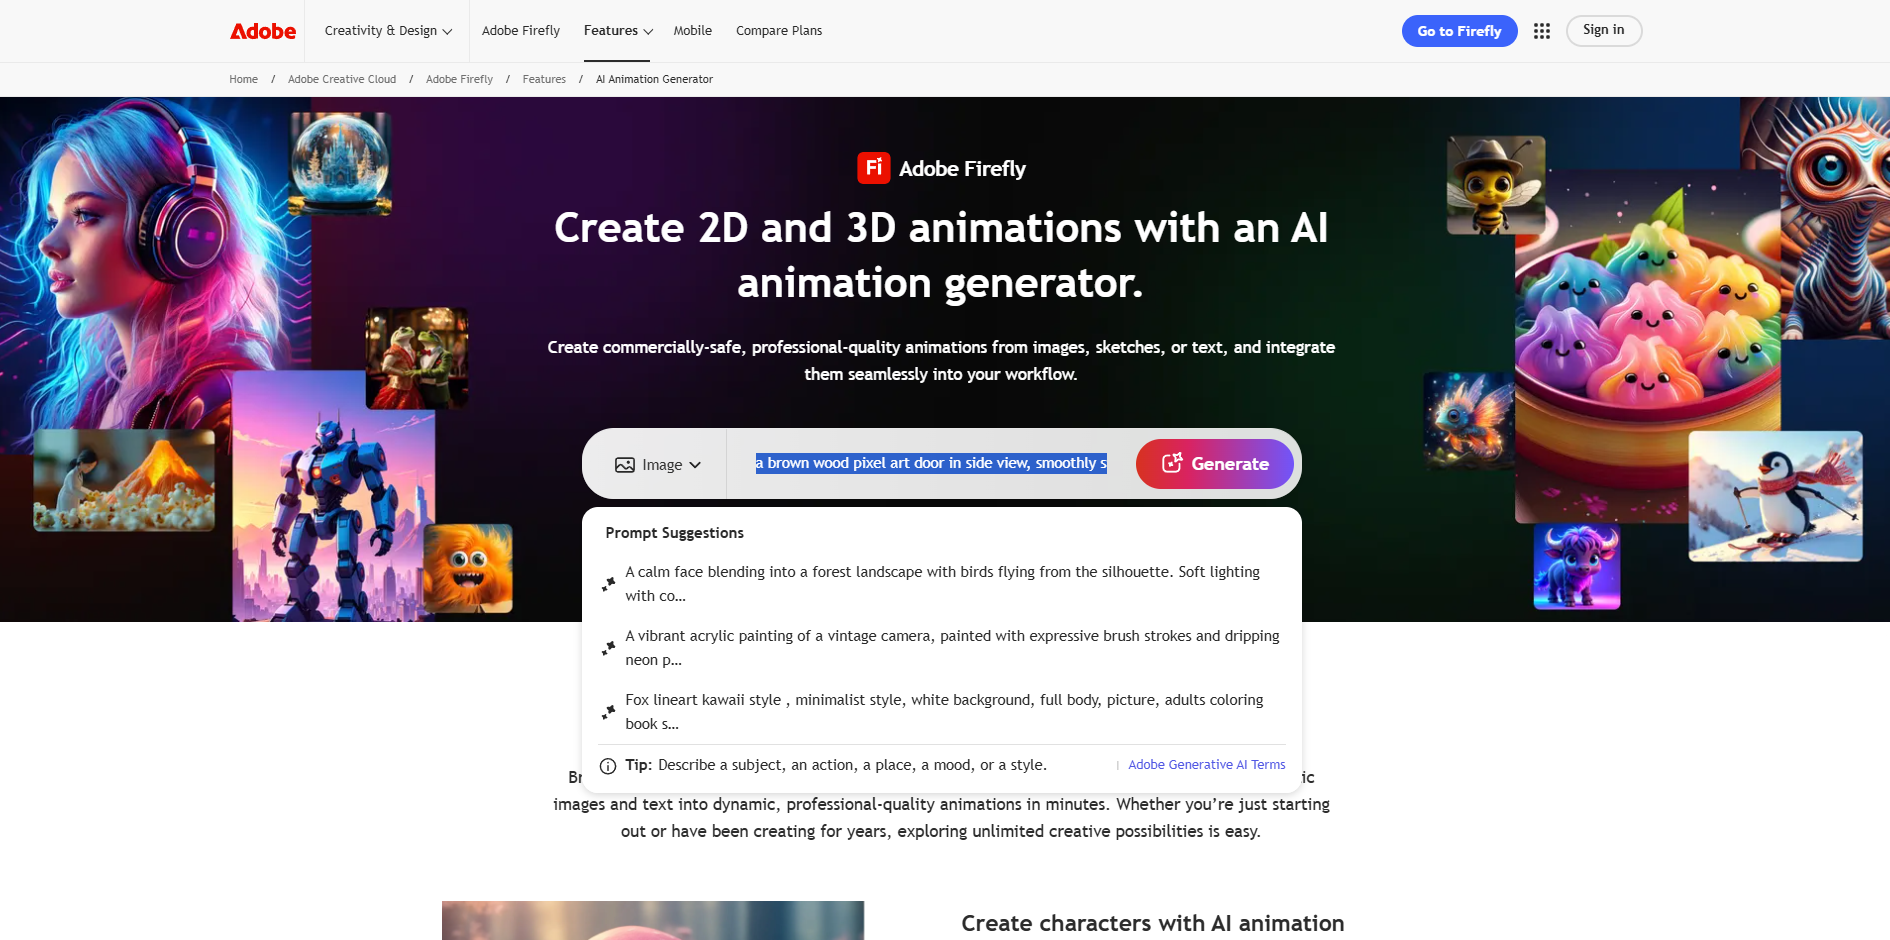 Adobe
Creativity & Design
Adobe Firefly
Features
Mobile
Compare Plans
Go to Firefly
Sign in
Home / Adobe Creative Cloud / Adobe Firefly / Features / AI Animation Generator
Fi Adobe Firefly
Create 2D and 3D animations with an AI
animation generator.
Create commercially-safe, professional-quality animations from images, sketches, or text, and integrate
them seamlessly into your workflow.
Image
a brown wood pixel art door in side view, smoothly s
Generate
Prompt Suggestions
A calm face blending into a forest landscape with birds flying from the silhouette. Soft lighting
with co...
A vibrant acrylic painting of a vintage camera, painted with expressive brush strokes and dripping
neon p...
Fox lineart kawaii style , minimalist style, white background, full body, picture, adults coloring
book s...
Tip: Describe a subject, an action, a place, a mood, or a style.
Adobe Generative AI Terms
images and text into dynamic, professional-quality animations in minutes. Whether you’re just starting
out or have been creating for years, exploring unlimited creative possibilities is easy.
Create characters with AI animation